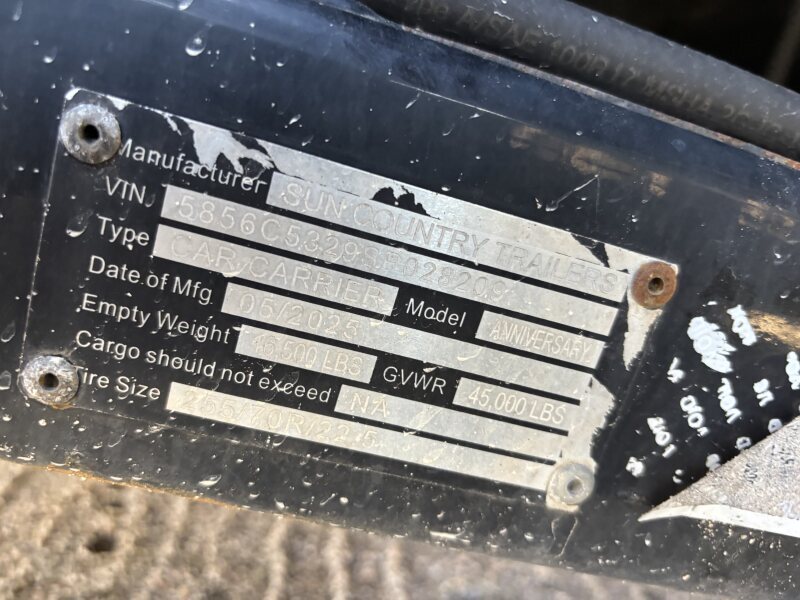 Manufacturer SUN COUNTRY TRAILERS
VIN 5856C5329SP028209
Type CAR CARRIER Model ANNIVERSARY
Date of Mfg 05/2025
Empty Weight 16,500 LBS GVWR 45,000 LBS
Cargo should not exceed NA
Tire Size 255/70R/22.5